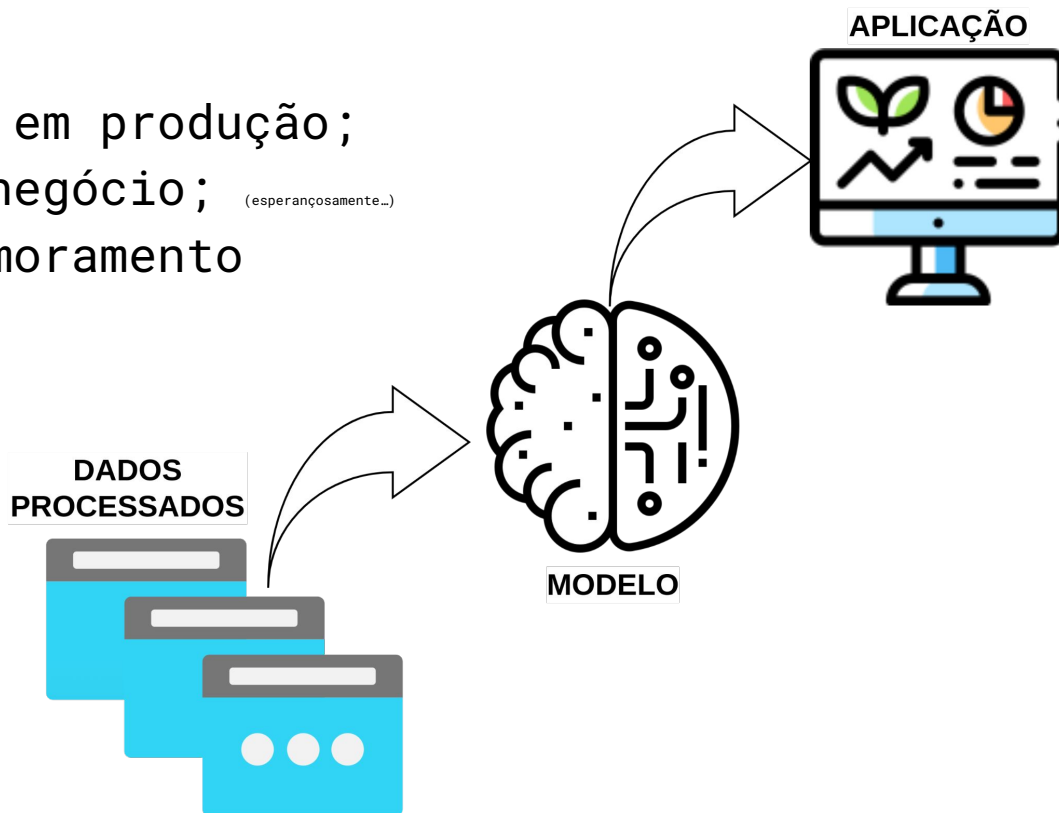 APLICAÇÃO
em produção;
negócio; (esperançosamente…)
moramento
DADOS
PROCESSADOS
MODELO